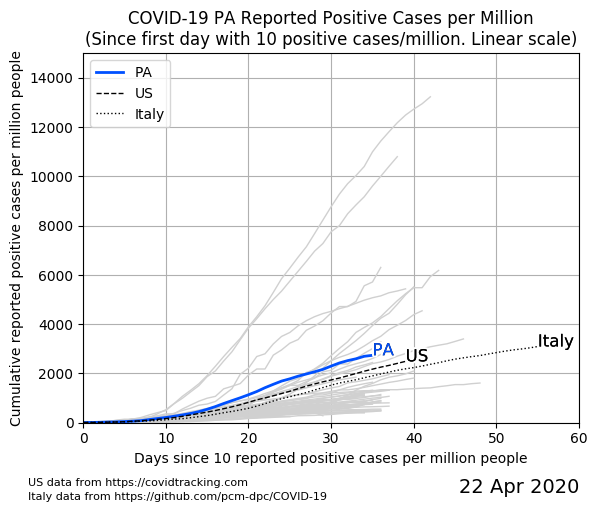 COVID-19 PA Reported Positive Cases per Million
(Since first day with 10 positive cases/million. Linear scale)
Cumulative reported positive cases per million people
14000
12000
10000
8000
6000
4000
2000
0
PA
US
Italy
PA
US
Italy
0 10 20 30 40 50 60
Days since 10 reported positive cases per million people
US data from https://covidtracking.com
Italy data from https://github.com/pcm-dpc/COVID-19
22 Apr 2020